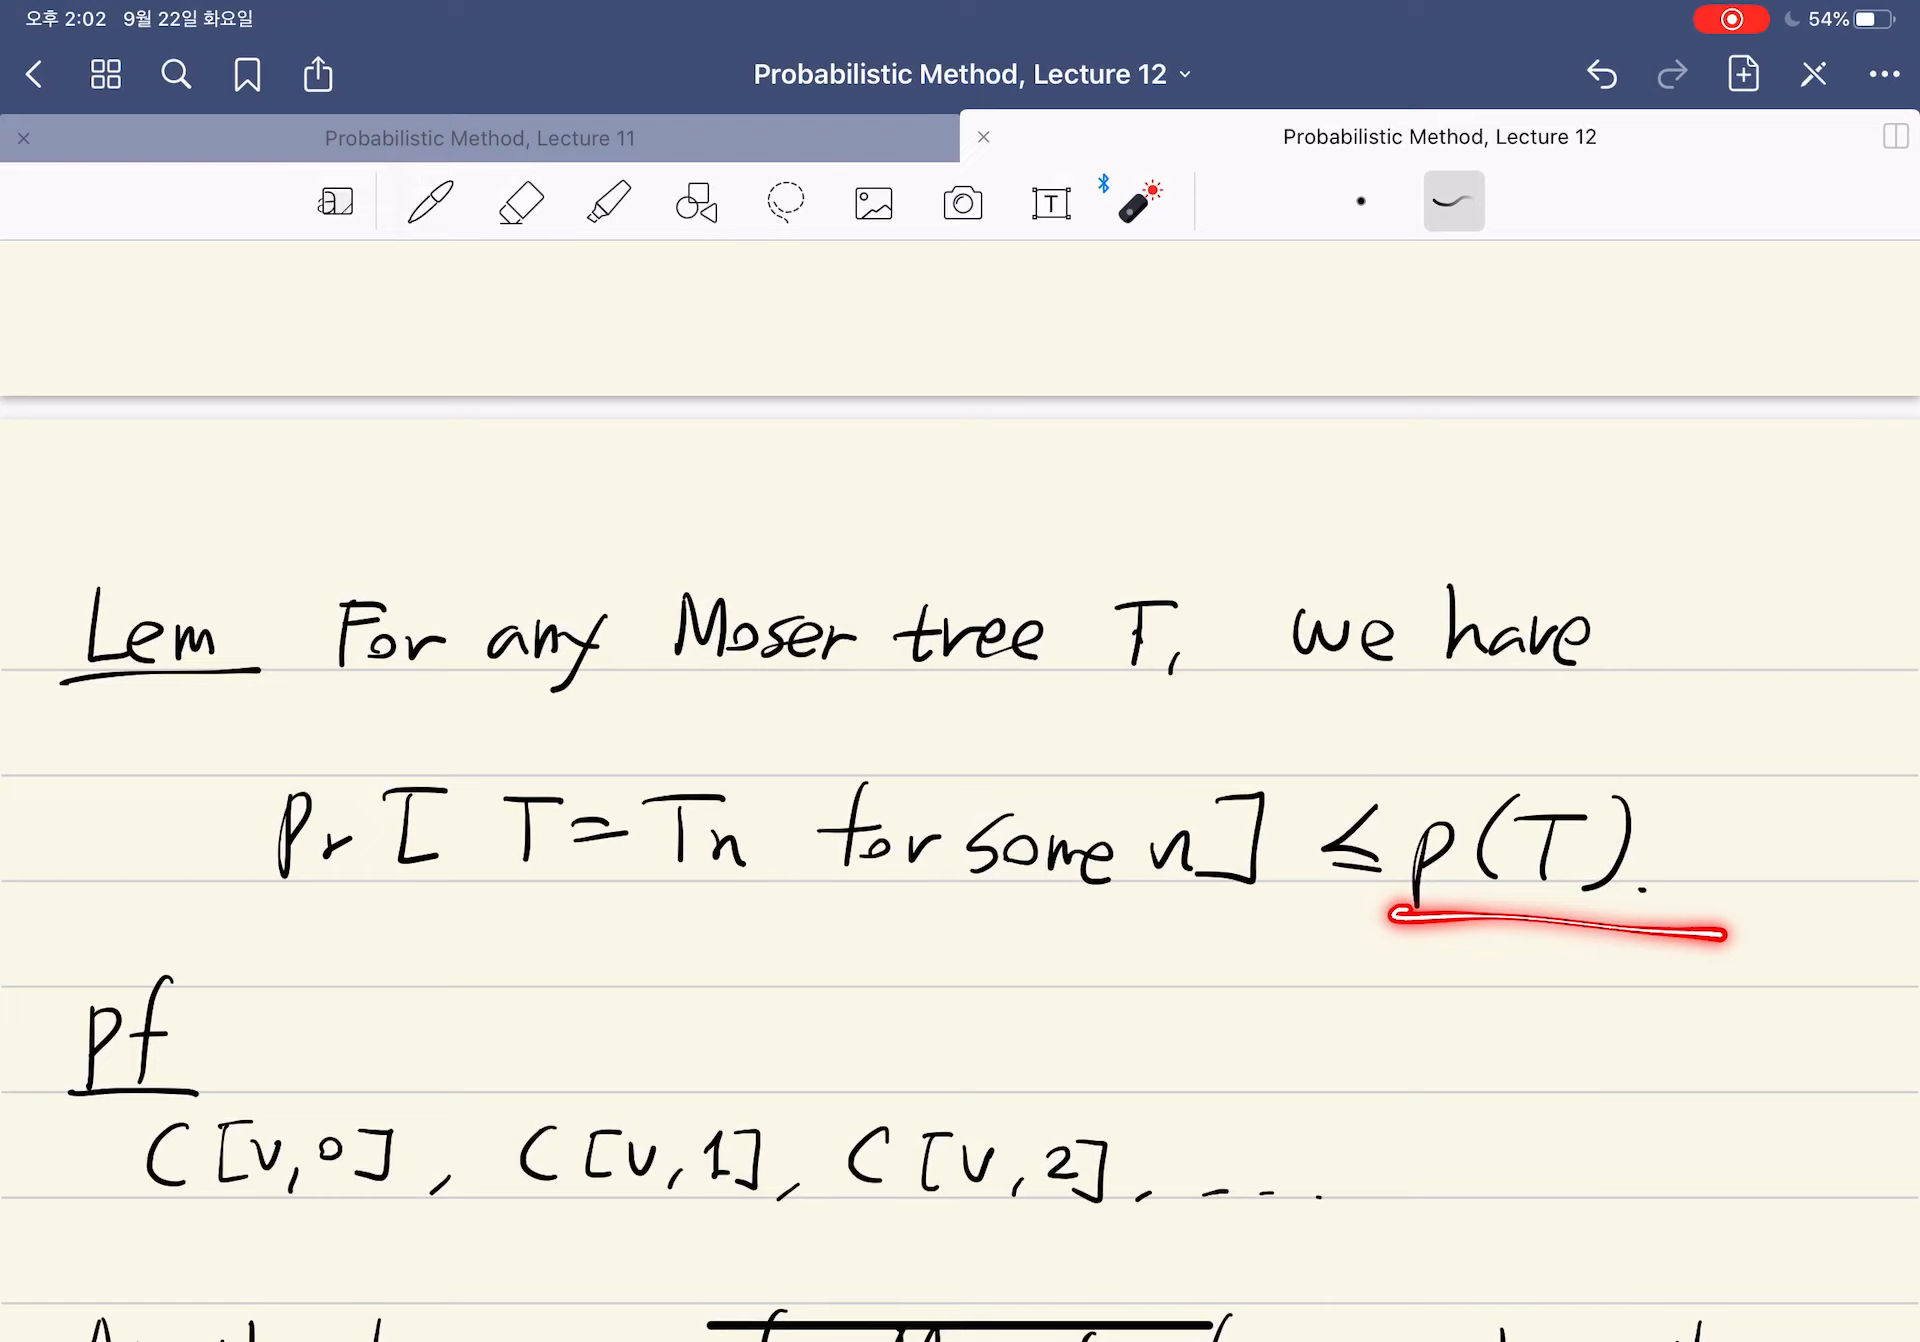 오후 2:02 9월 22일 화요일 54%
Probabilistic Method, Lecture 12
Probabilistic Method, Lecture 11 Probabilistic Method, Lecture 12
Lem For any Moser tree T, we have
Pr [ T = Tn for some n ] ≤ p(T).
pf
C[v,0], C[v,1], C[v,2], ....